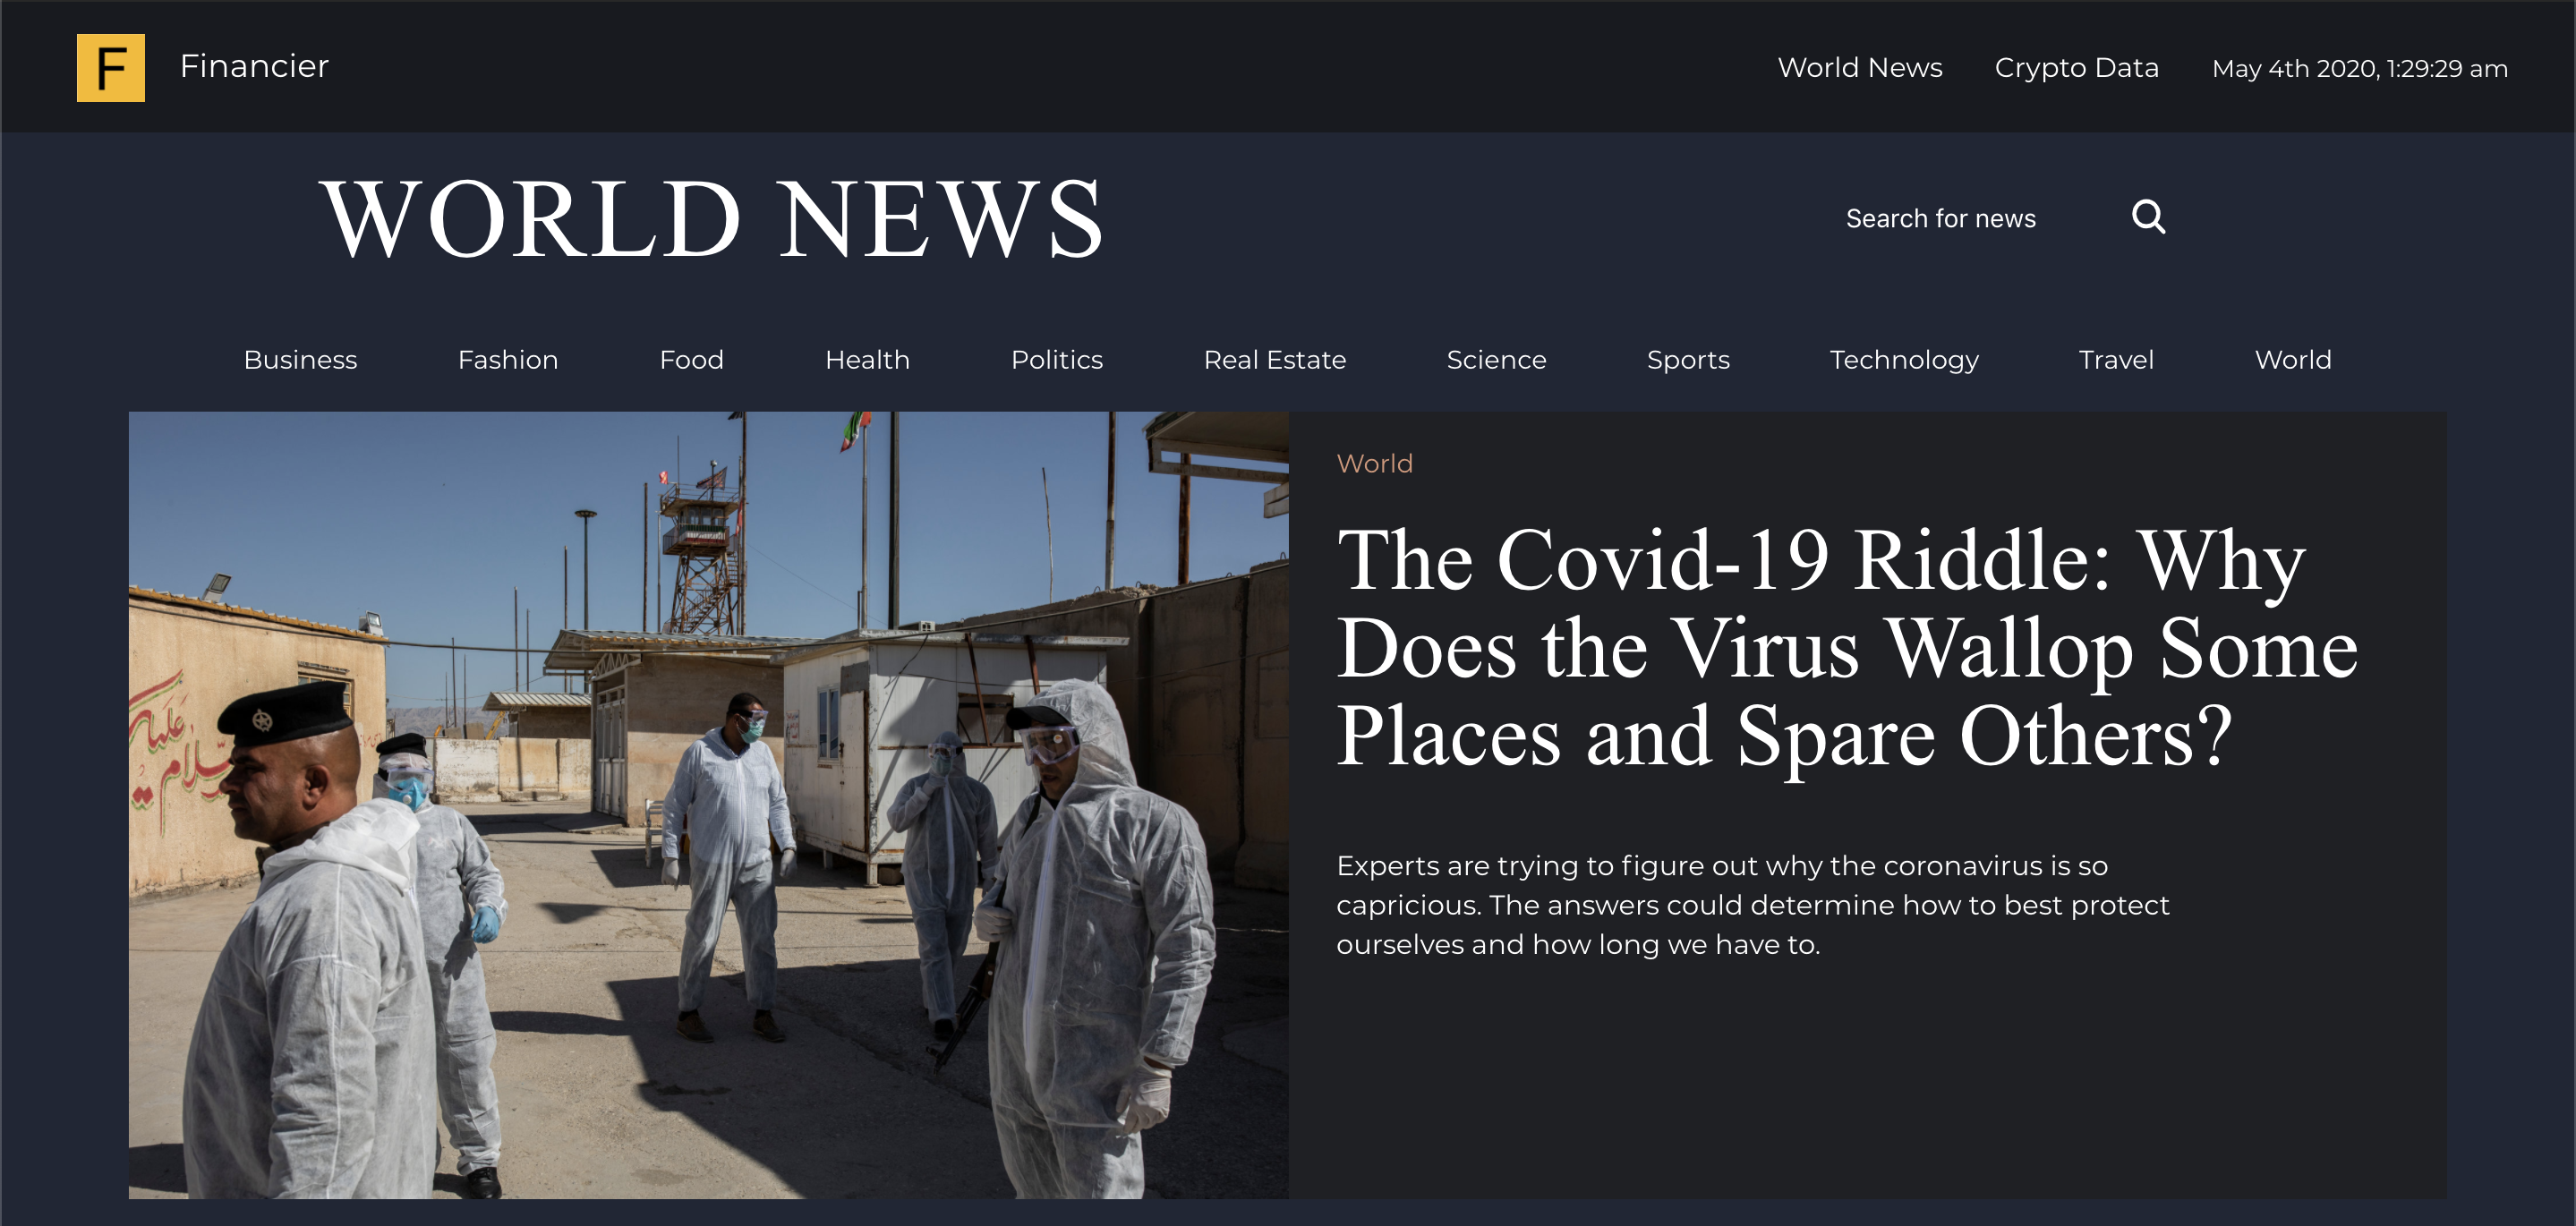 F Financier World News Crypto Data May 4th 2020, 1:29:29 am
WORLD NEWS
Search for news
Business Fashion Food Health Politics Real Estate Science Sports Technology Travel World
World
The Covid-19 Riddle: Why
Does the Virus Wallop Some
Places and Spare Others?
Experts are trying to figure out why the coronavirus is so
capricious. The answers could determine how to best protect
ourselves and how long we have to.